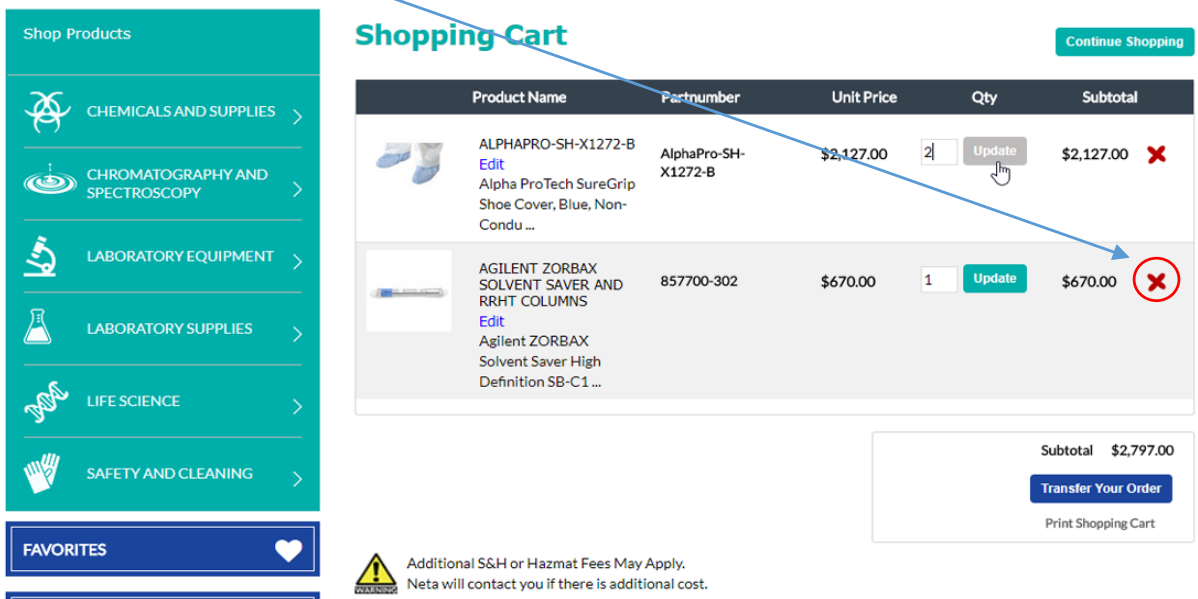 Shop Products
CHEMICALS AND SUPPLIES
CHROMATOGRAPHY AND
SPECTROSCOPY
LABORATORY EQUIPMENT
LABORATORY SUPPLIES
LIFE SCIENCE
SAFETY AND CLEANING
FAVORITES
Shopping Cart
Continue Shopping
Product Name Partnumber Unit Price Qty Subtotal
ALPHAPRO-SH-X1272-B
Edit
Alpha ProTech SureGrip
Shoe Cover, Blue, Non-
Condu ...
AlphaPro-SH-
X1272-B
$2,127.00
2
Update
$2,127.00
AGILENT ZORBAX
SOLVENT SAVER AND
RRHT COLUMNS
Edit
Agilent ZORBAX
Solvent Saver High
Definition SB-C1 ...
857700-302
$670.00
1
Update
$670.00
Subtotal $2,797.00
Transfer Your Order
Print Shopping Cart
WARNING
Additional S&H or Hazmat Fees May Apply.
Neta will contact you if there is additional cost.